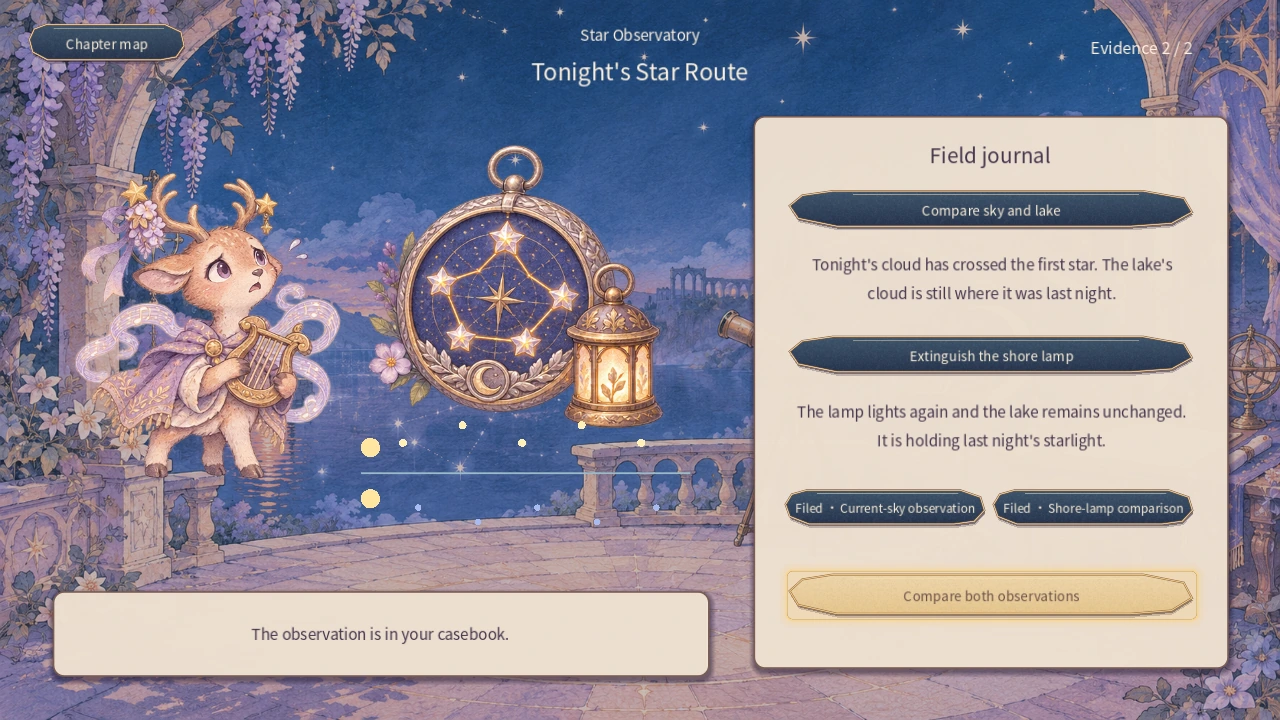 Chapter map
Star Observatory
Tonight's Star Route
Evidence 2 / 2
Field journal
Compare sky and lake
Tonight's cloud has crossed the first star. The lake's
cloud is still where it was last night.
Extinguish the shore lamp
The lamp lights again and the lake remains unchanged.
It is holding last night's starlight.
Filed・Current-sky observation
Filed・Shore-lamp comparison
Compare both observations
The observation is in your casebook.